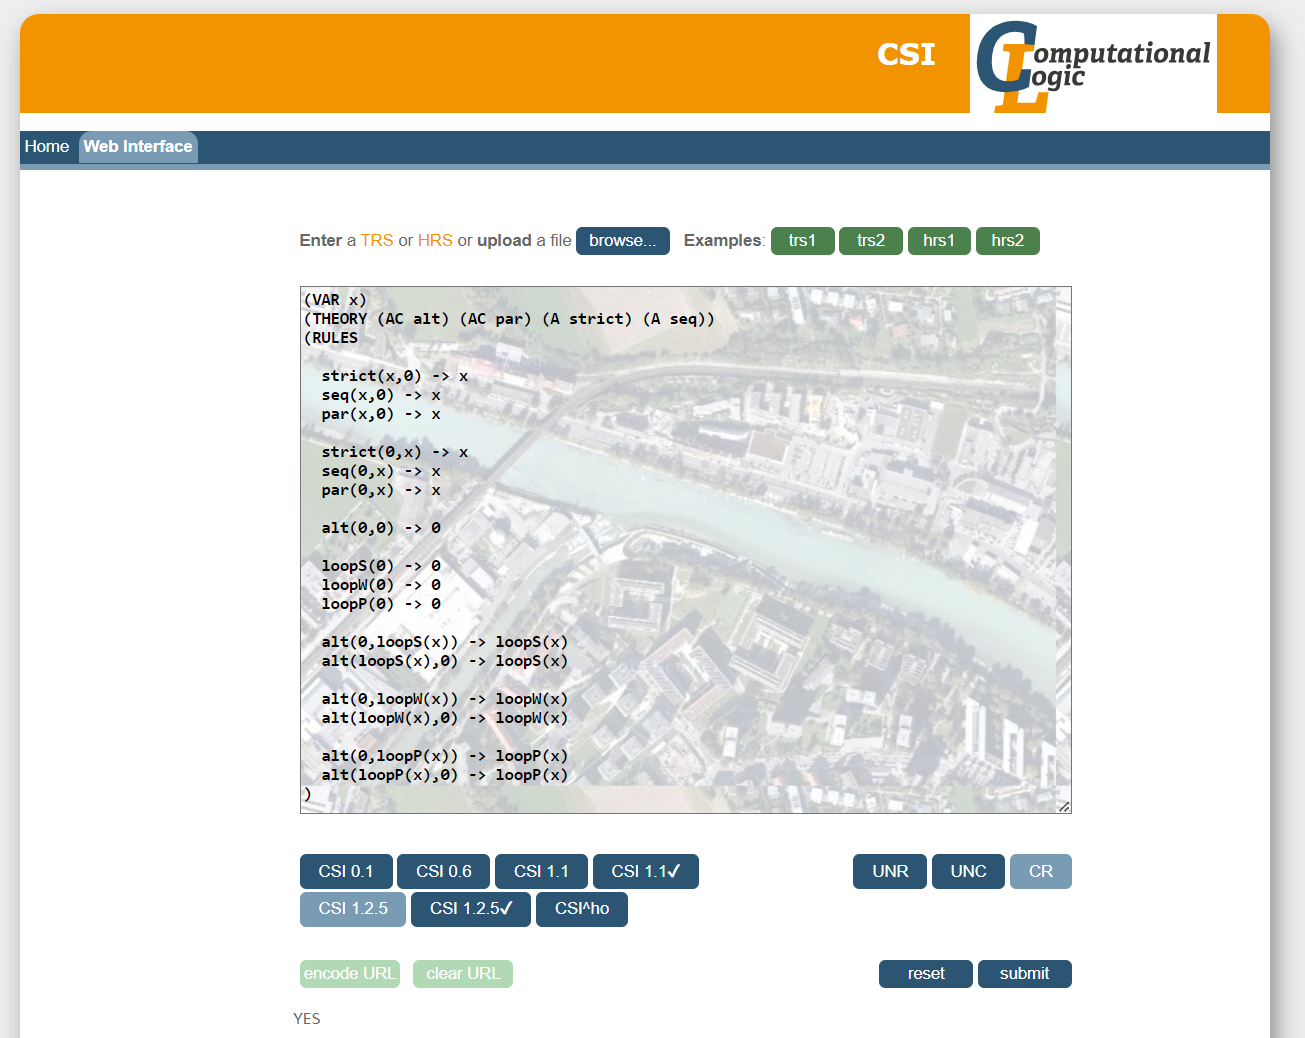 CSI
Computational
Logic
Home Web Interface
Enter a TRS or HRS or upload a file browse... Examples: trs1 trs2 hrs1 hrs2
(VAR x)
(THEORY (AC alt) (AC par) (A strict) (A seq))
(RULES
strict(x,0) -> x
seq(x,0) -> x
par(x,0) -> x
strict(0,x) -> x
seq(0,x) -> x
par(0,x) -> x
alt(0,0) -> 0
loopS(0) -> 0
loopW(0) -> 0
loopP(0) -> 0
alt(0,loopS(x)) -> loopS(x)
alt(loopS(x),0) -> loopS(x)
alt(0,loopW(x)) -> loopW(x)
alt(loopW(x),0) -> loopW(x)
alt(0,loopP(x)) -> loopP(x)
alt(loopP(x),0) -> loopP(x)
)
CSI 0.1 CSI 0.6 CSI 1.1 CSI 1.1✓ UNR UNC CR
CSI 1.2.5 CSI 1.2.5✓ CSI^ho
encode URL clear URL reset submit
YES